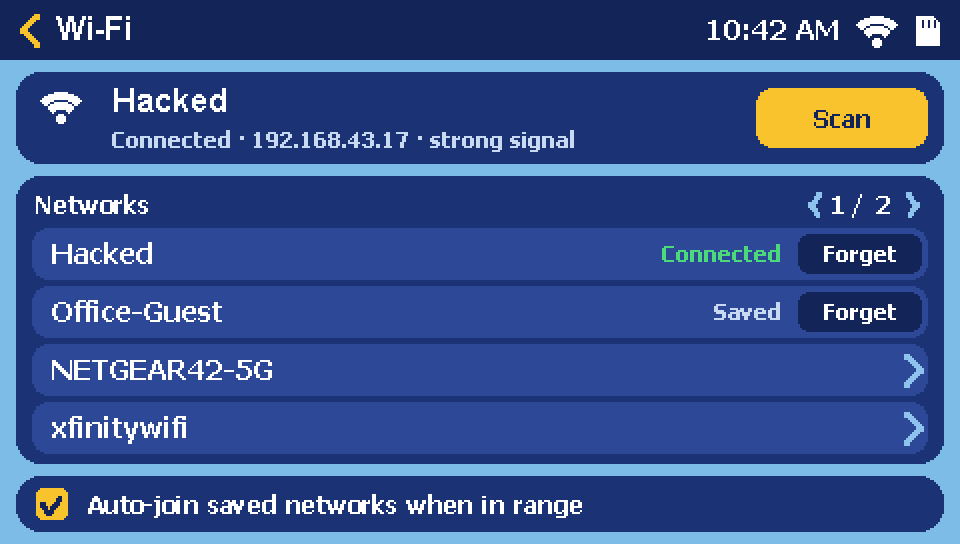 Wi-Fi 10:42 AM
Hacked
Connected · 192.168.43.17 · strong signal
Scan
Networks 1 / 2
Hacked Connected Forget
Office-Guest Saved Forget
NETGEAR42-5G
xfinitywifi
Auto-join saved networks when in range